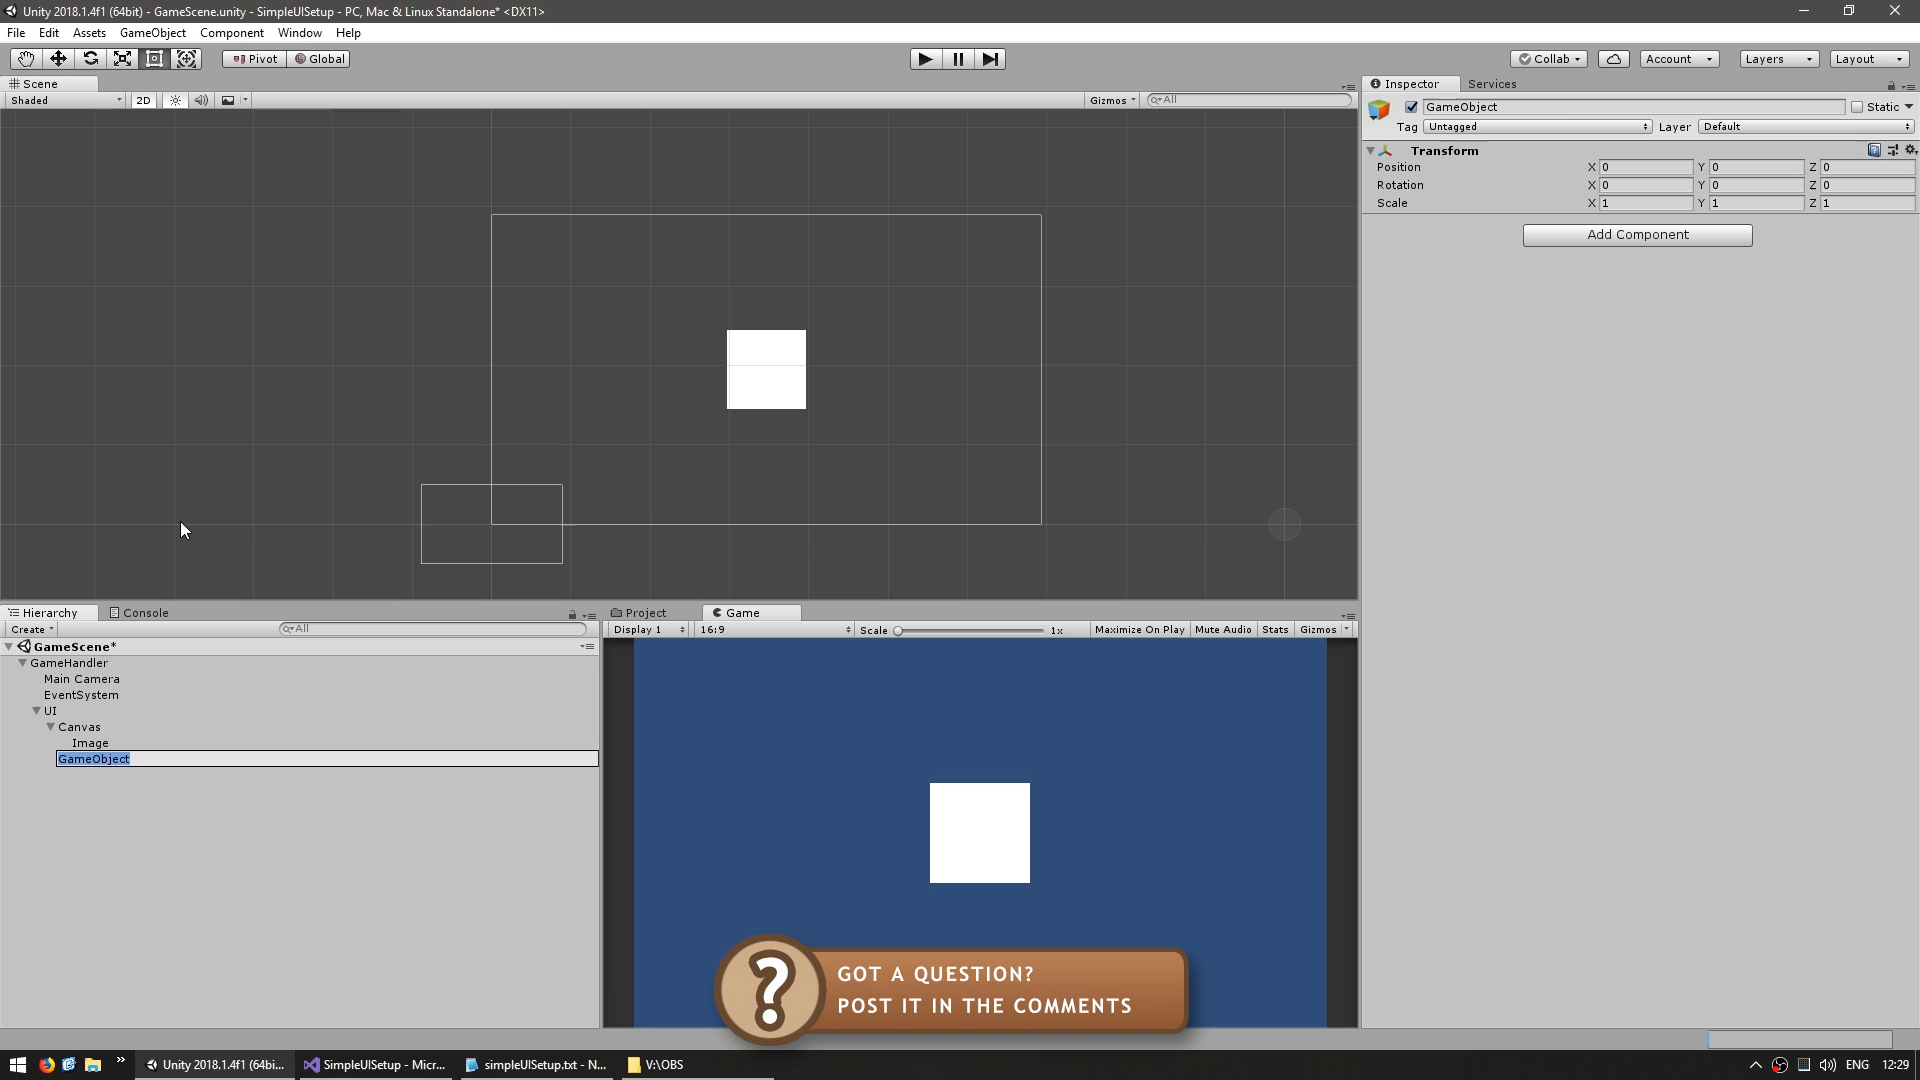 Unity 2018.1.4f1 (64bit) - GameScene.unity - SimpleUISetup - PC, Mac & Linux Standalone* <DX11>
File Edit Assets GameObject Component Window Help
Pivot Global Collab Account Layers Layout
Scene
Shaded 2D Gizmos All
Inspector Services
GameObject Static
Tag Untagged Layer Default
Transform
Position X 0 Y 0 Z 0
Rotation X 0 Y 0 Z 0
Scale X 1 Y 1 Z 1
Add Component
Hierarchy Console
Create All
GameScene*
GameHandler
Main Camera
EventSystem
UI
Canvas
Image
GameObject
Project Game
Display 1 16:9 Scale 1x Maximize On Play Mute Audio Stats Gizmos
?
GOT A QUESTION?
POST IT IN THE COMMENTS
Unity 2018.1.4f1 (64bi... SimpleUISetup - Micr... simpleUISetup.txt - N... V:\OBS ENG 12:29